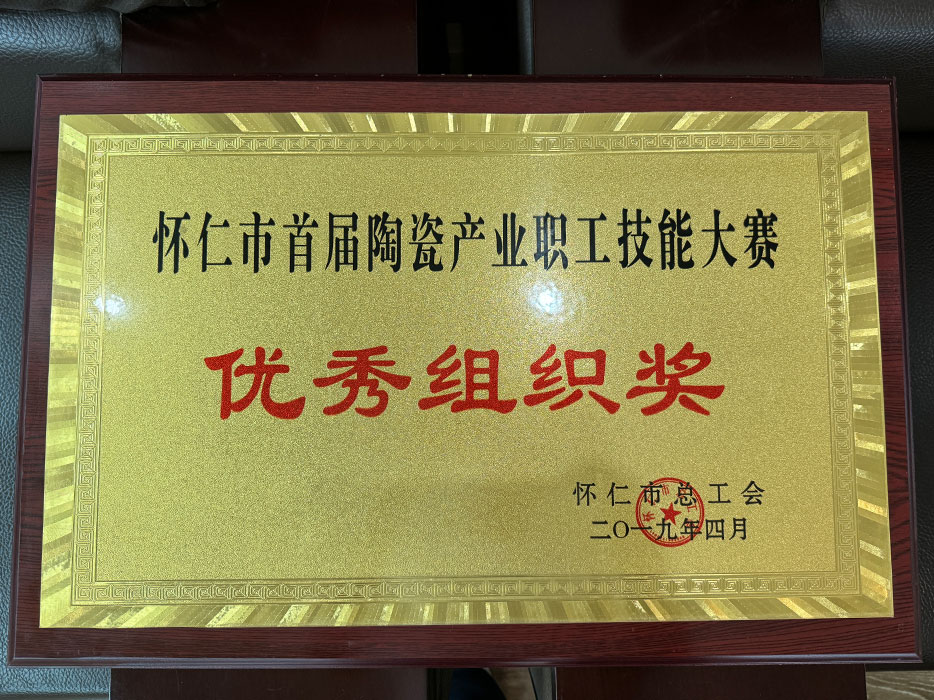 怀仁市首届陶瓷产业职工技能大赛
优秀组织奖
怀仁市总工会
二〇一九年四月